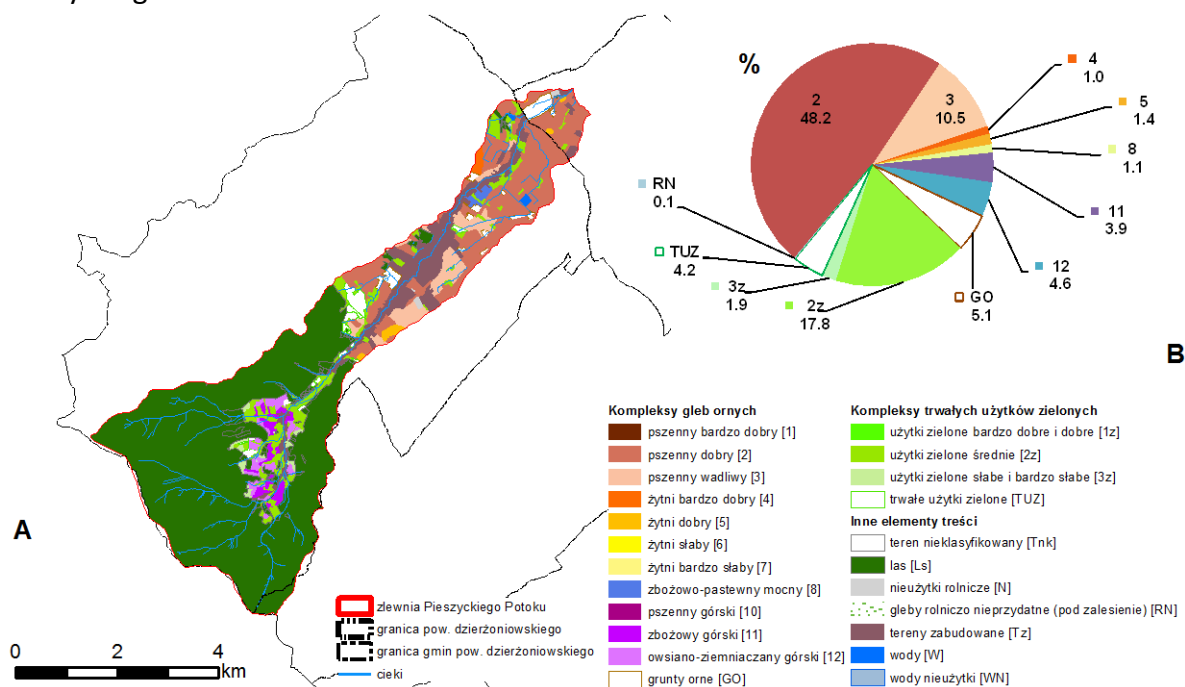 %
2
48.2
3
10.5
4
1.0
5
1.4
8
1.1
11
3.9
12
4.6
GO
5.1
2z
17.8
3z
1.9
TUZ
4.2
RN
0.1
A
B
0 2 4
km
zlewnia Pieszyckiego Potoku
granica pow. dzierżoniowskiego
granica gmin pow. dzierżoniowskiego
cieki
Kompleksy gleb ornych
pszenny bardzo dobry [1]
pszenny dobry [2]
pszenny wadliwy [3]
żytni bardzo dobry [4]
żytni dobry [5]
żytni słaby [6]
żytni bardzo słaby [7]
zbożowo-pastewny mocny [8]
pszenny górski [10]
zbożowy górski [11]
owsiano-ziemniaczany górski [12]
grunty orne [GO]
Kompleksy trwałych użytków zielonych
użytki zielone bardzo dobre i dobre [1z]
użytki zielone średnie [2z]
użytki zielone słabe i bardzo słabe [3z]
trwałe użytki zielone [TUZ]
Inne elementy treści
teren nieklasyfikowany [Tnk]
las [Ls]
nieużytki rolnicze [N]
gleby rolniczo nieprzydatne (pod zalesienie) [RN]
tereny zabudowane [Tz]
wody [W]
wody nieużytki [WN]